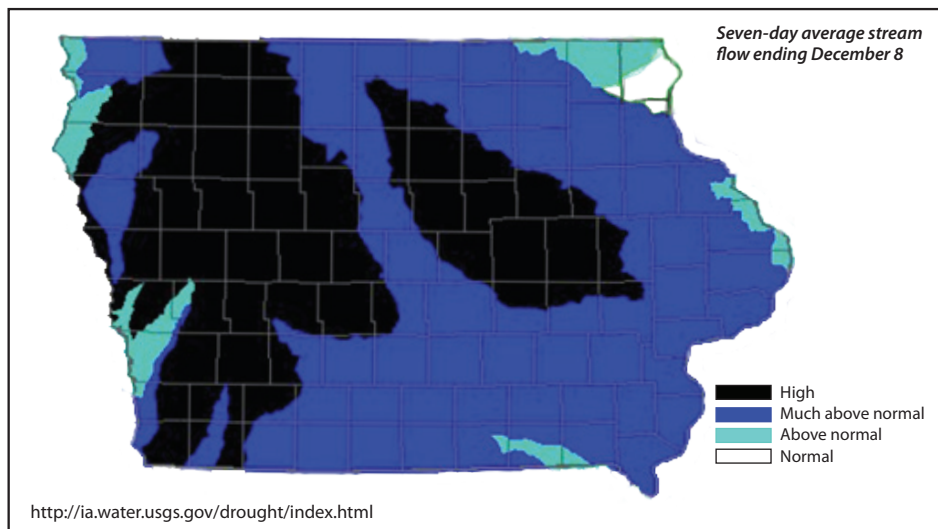 Seven-day average stream
flow ending December 8
High
Much above normal
Above normal
Normal
http://ia.water.usgs.gov/drought/index.html